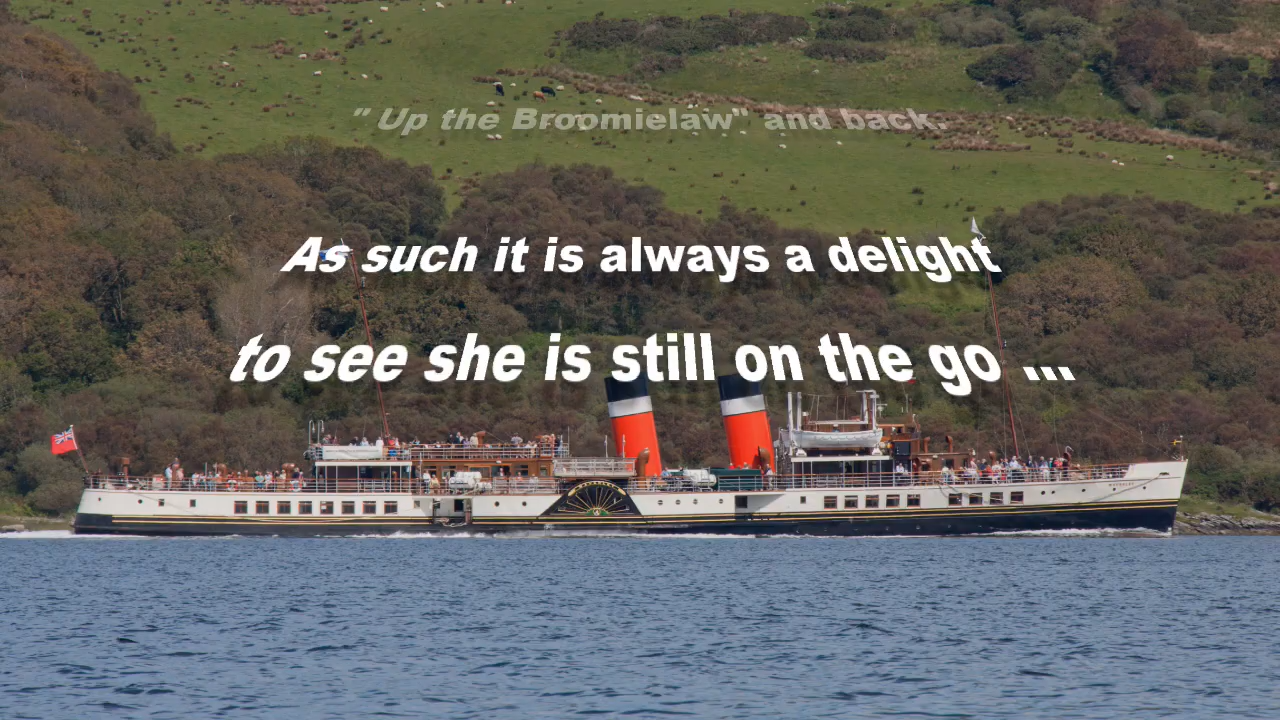 " Up the Broomielaw" and back.
As such it is always a delight
to see she is still on the go ...
WAVERLEY